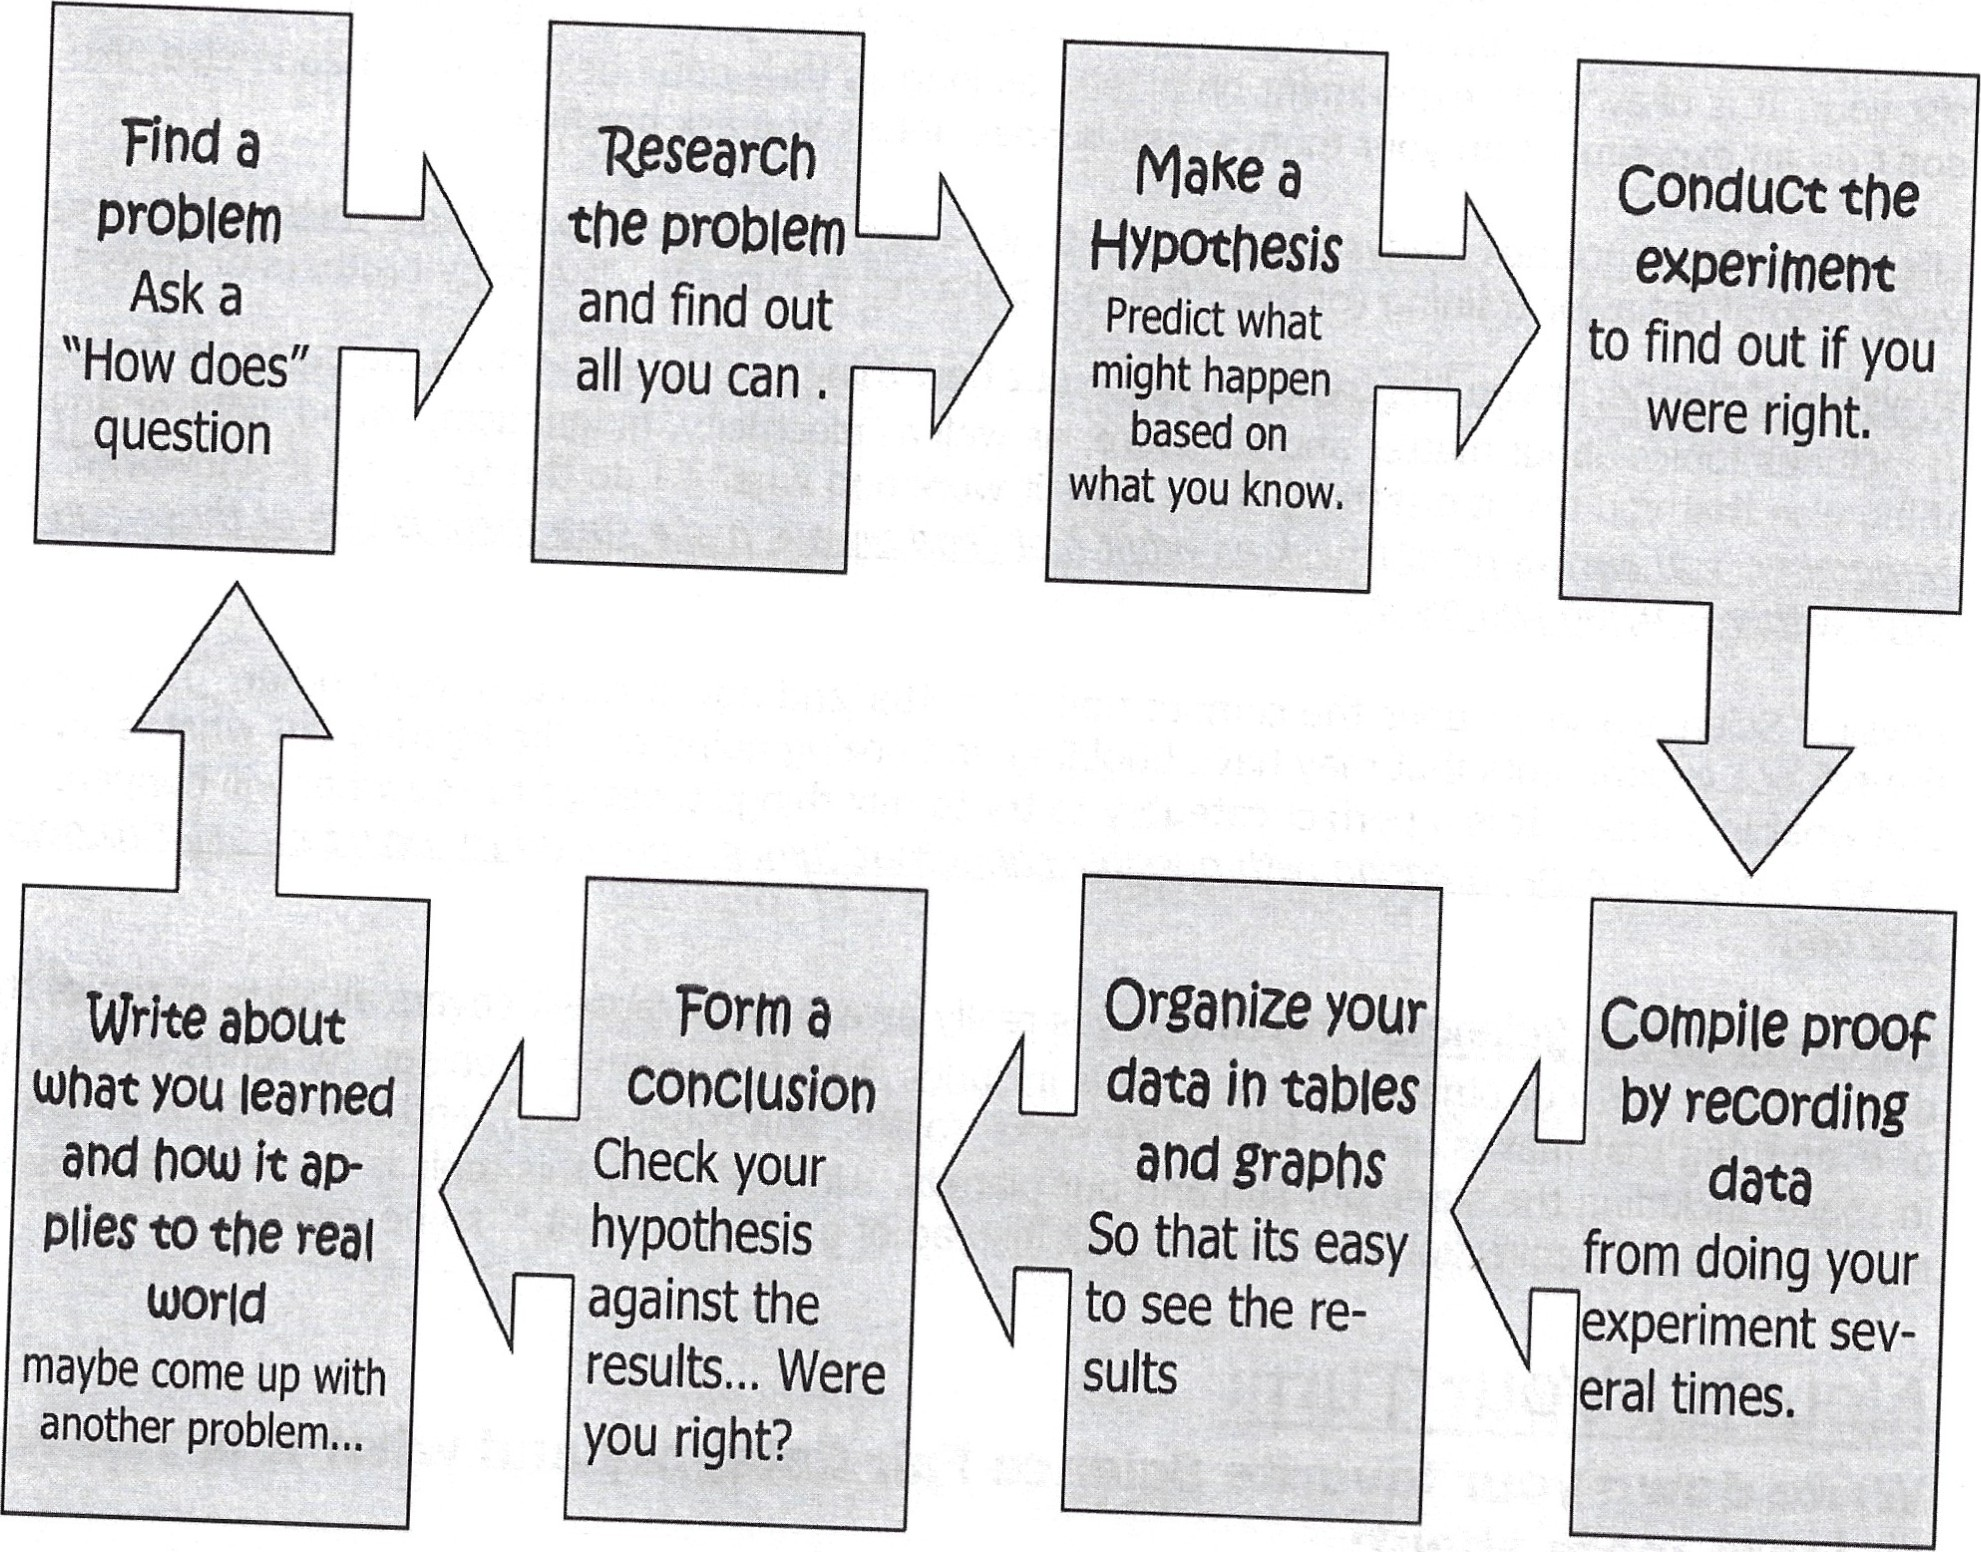 Find a
problem
Ask a
“How does”
question
Research
the problem
and find out
all you can .
Make a
Hypothesis
Predict what
might happen
based on
what you know.
Conduct the
experiment
to find out if you
were right.
Compile proof
by recording
data
from doing your
experiment sev-
eral times.
Organize your
data in tables
and graphs
So that its easy
to see the re-
sults
Form a
conclusion
Check your
hypothesis
against the
results... Were
you right?
Write about
what you learned
and how it ap-
plies to the real
world
maybe come up with
another problem...